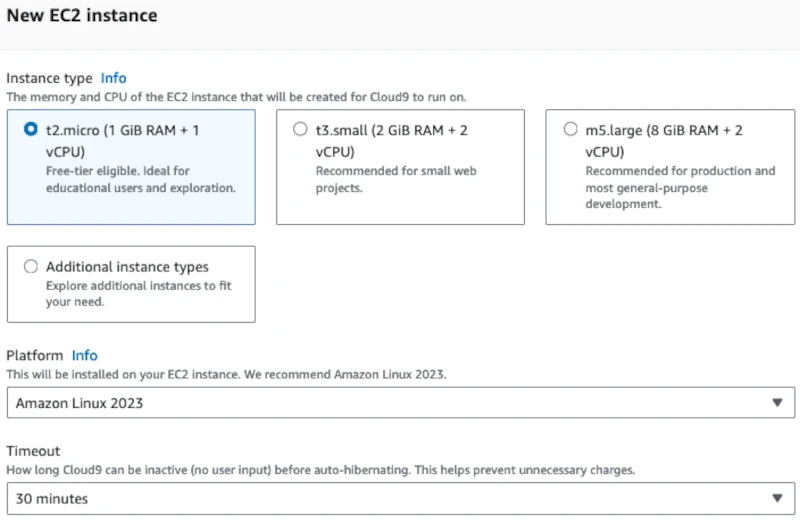 New EC2 instance
Instance type Info
The memory and CPU of the EC2 instance that will be created for Cloud9 to run on.
t2.micro (1 GiB RAM + 1
vCPU)
Free-tier eligible. Ideal for
educational users and exploration.
t3.small (2 GiB RAM + 2
vCPU)
Recommended for small web
projects.
m5.large (8 GiB RAM + 2
vCPU)
Recommended for production and
most general-purpose
development.
Additional instance types
Explore additional instances to fit
your need.
Platform Info
This will be installed on your EC2 instance. We recommend Amazon Linux 2023.
Amazon Linux 2023
Timeout
How long Cloud9 can be inactive (no user input) before auto-hibernating. This helps prevent unnecessary charges.
30 minutes